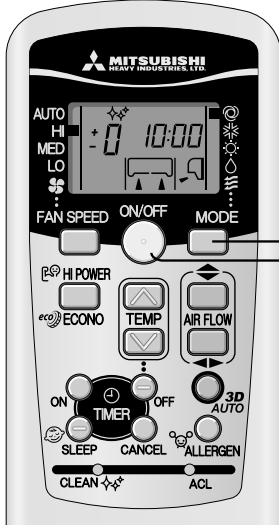 MITSUBISHI
HEAVY INDUSTRIES, LTD.
AUTO
HI
MED
LO
+
- 0 10:00
FAN SPEED ON/OFF MODE
HI POWER
eco ECONO TEMP AIR FLOW
3D
AUTO
ON TIMER OFF
SLEEP CANCEL ALLERGEN
CLEAN ACL